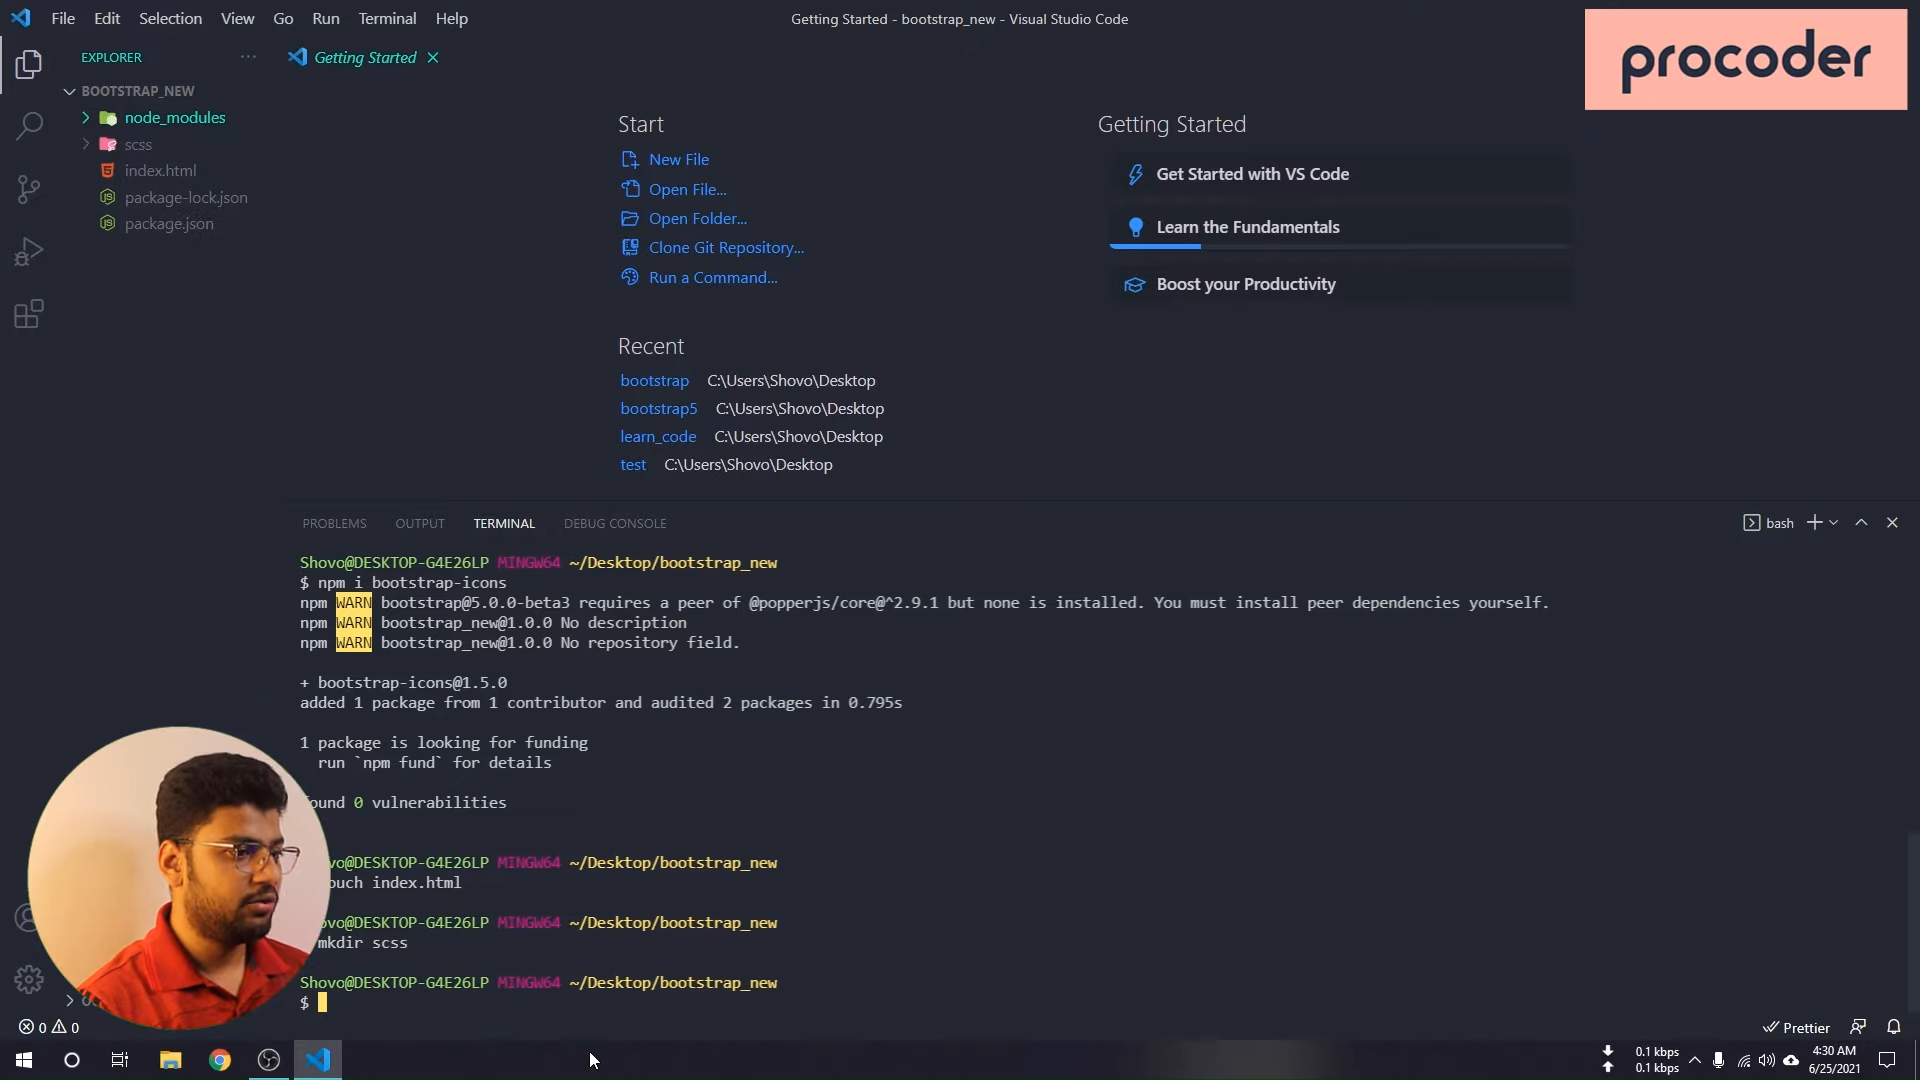 File Edit Selection View Go Run Terminal Help
Getting Started - bootstrap_new - Visual Studio Code
procoder
EXPLORER
Getting Started
BOOTSTRAP_NEW
node_modules
scss
index.html
package-lock.json
package.json
Start
New File
Open File...
Open Folder...
Clone Git Repository...
Run a Command...
Recent
bootstrap C:\Users\Shovo\Desktop
bootstrap5 C:\Users\Shovo\Desktop
learn_code C:\Users\Shovo\Desktop
test C:\Users\Shovo\Desktop
Getting Started
Get Started with VS Code
Learn the Fundamentals
Boost your Productivity
PROBLEMS OUTPUT TERMINAL DEBUG CONSOLE
bash
Shovo@DESKTOP-G4E26LP MINGW64 ~/Desktop/bootstrap_new
$ npm i bootstrap-icons
npm WARN bootstrap@5.0.0-beta3 requires a peer of @popperjs/core@^2.9.1 but none is installed. You must install peer dependencies yourself.
npm WARN bootstrap_new@1.0.0 No description
npm WARN bootstrap_new@1.0.0 No repository field.
+ bootstrap-icons@1.5.0
added 1 package from 1 contributor and audited 2 packages in 0.795s
1 package is looking for funding
run `npm fund` for details
ound 0 vulnerabilities
vo@DESKTOP-G4E26LP MINGW64 ~/Desktop/bootstrap_new
ouch index.html
ovo@DESKTOP-G4E26LP MINGW64 ~/Desktop/bootstrap_new
mkdir scss
Shovo@DESKTOP-G4E26LP MINGW64 ~/Desktop/bootstrap_new
$
0 0
Prettier
0.1 kbps
0.1 kbps
4:30 AM
6/25/2021